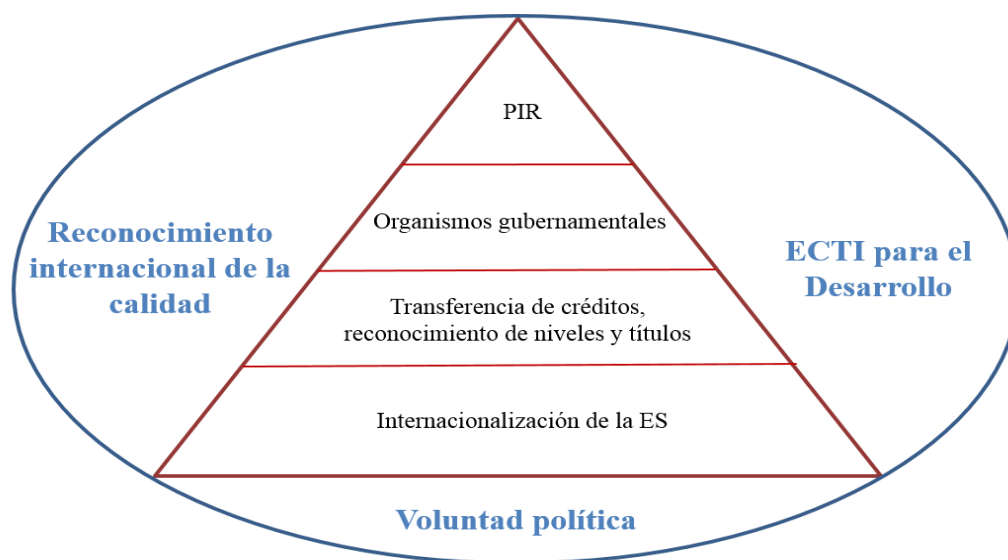 PIR
Organismos gubernamentales
Reconocimiento
internacional de la
calidad
ECTI para el
Desarrollo
Transferencia de créditos,
reconocimiento de niveles y títulos
Internacionalización de la ES
Voluntad política